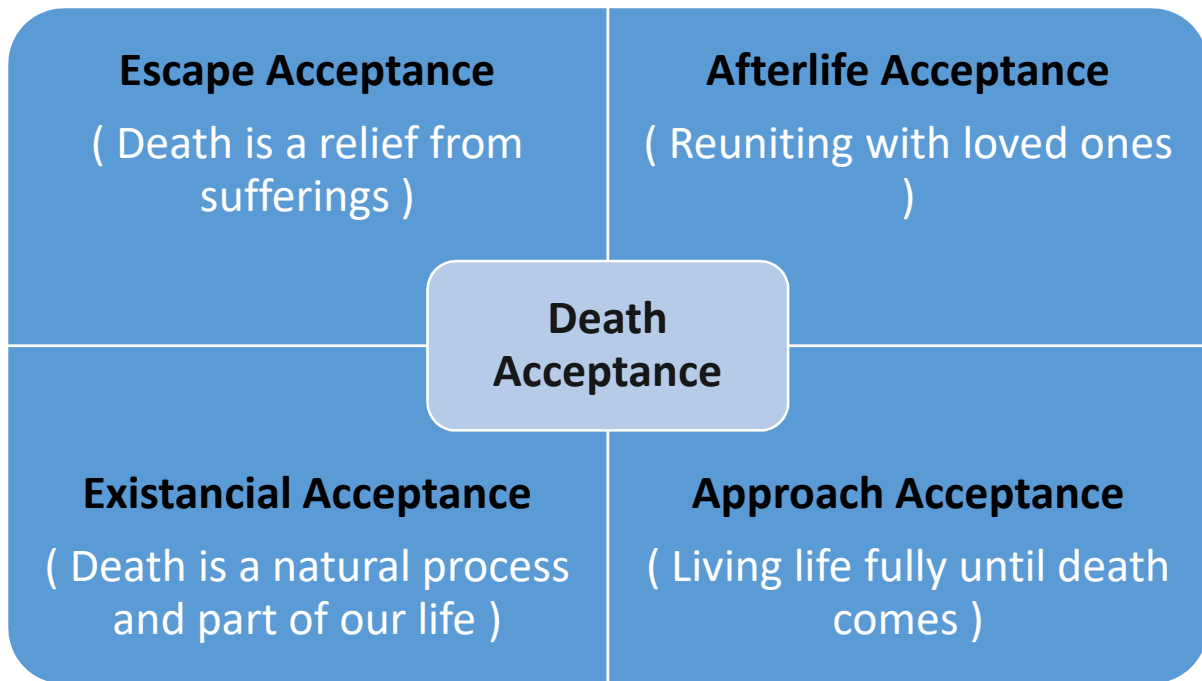 Escape Acceptance
( Death is a relief from
sufferings )
Afterlife Acceptance
( Reuniting with loved ones
)
Death
Acceptance
Existancial Acceptance
( Death is a natural process
and part of our life )
Approach Acceptance
( Living life fully until death
comes )